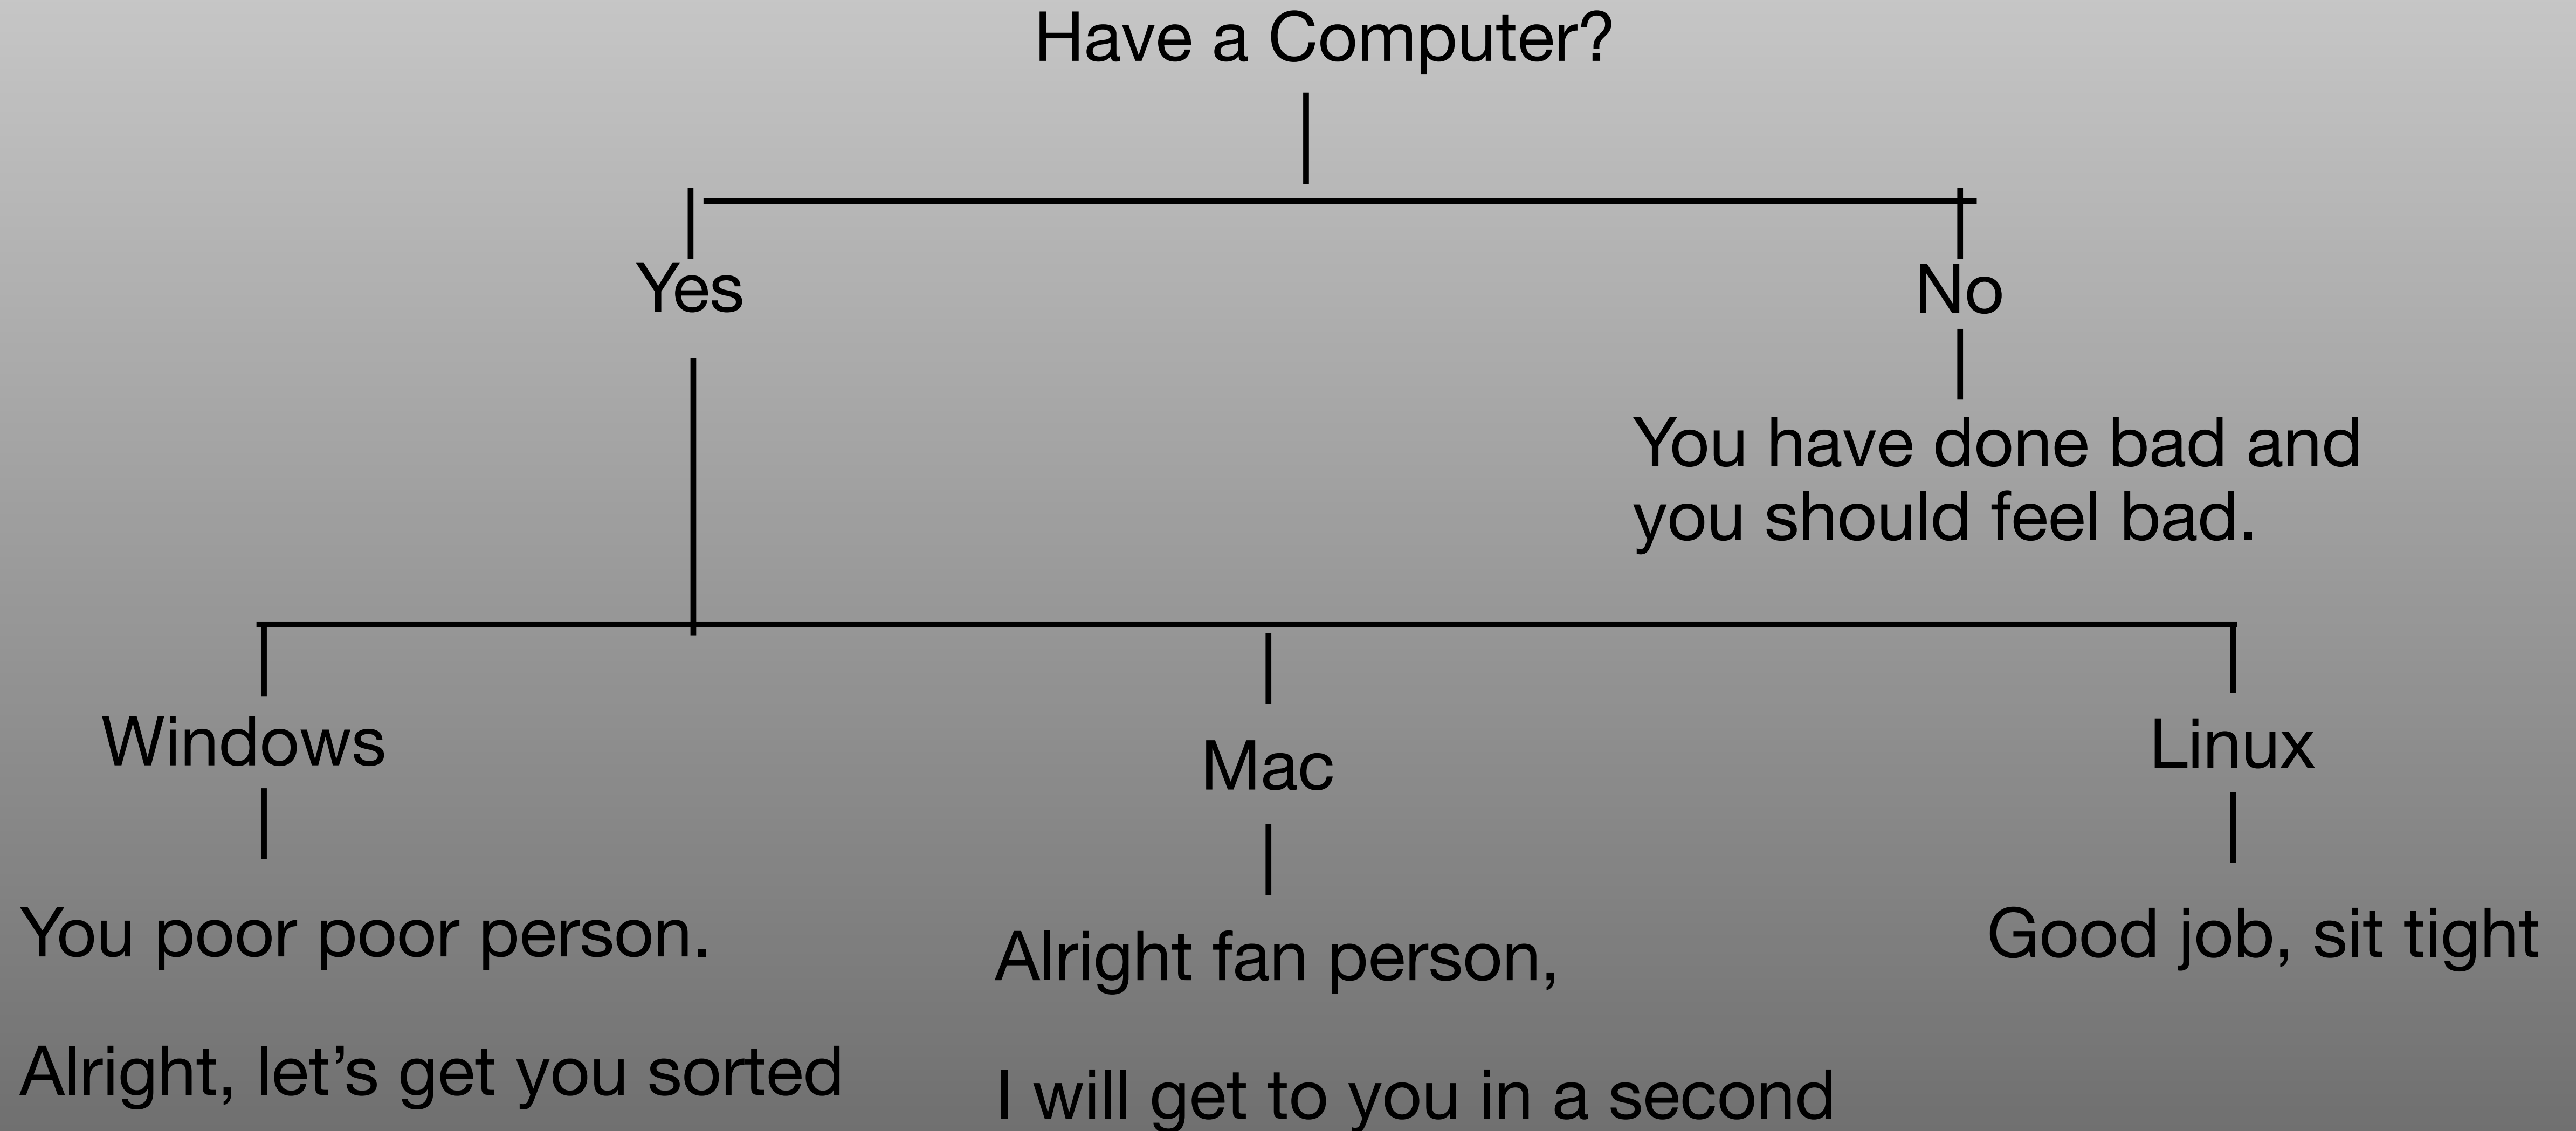 Have a Computer?
Yes
No
You have done bad and
you should feel bad.
Windows
Mac
Linux
You poor poor person.
Alright, let’s get you sorted
Alright fan person,
I will get to you in a second
Good job, sit tight